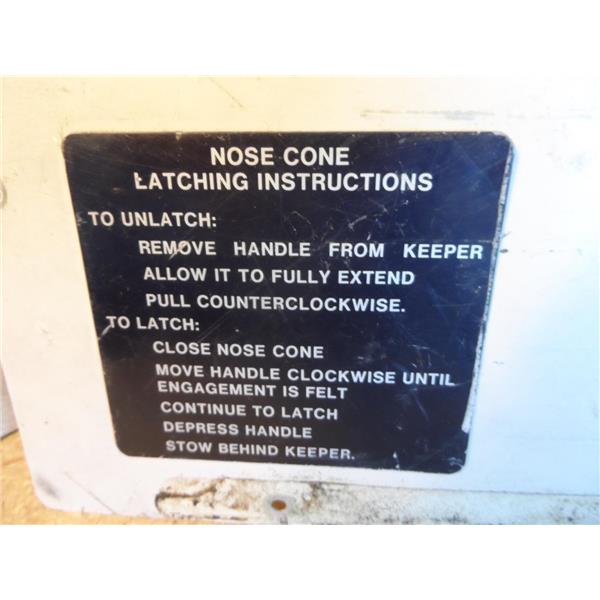 NOSE CONE
LATCHING INSTRUCTIONS
TO UNLATCH:
REMOVE HANDLE FROM KEEPER
ALLOW IT TO FULLY EXTEND
PULL COUNTERCLOCKWISE.
TO LATCH:
CLOSE NOSE CONE
MOVE HANDLE CLOCKWISE UNTIL
ENGAGEMENT IS FELT
CONTINUE TO LATCH
DEPRESS HANDLE
STOW BEHIND KEEPER.